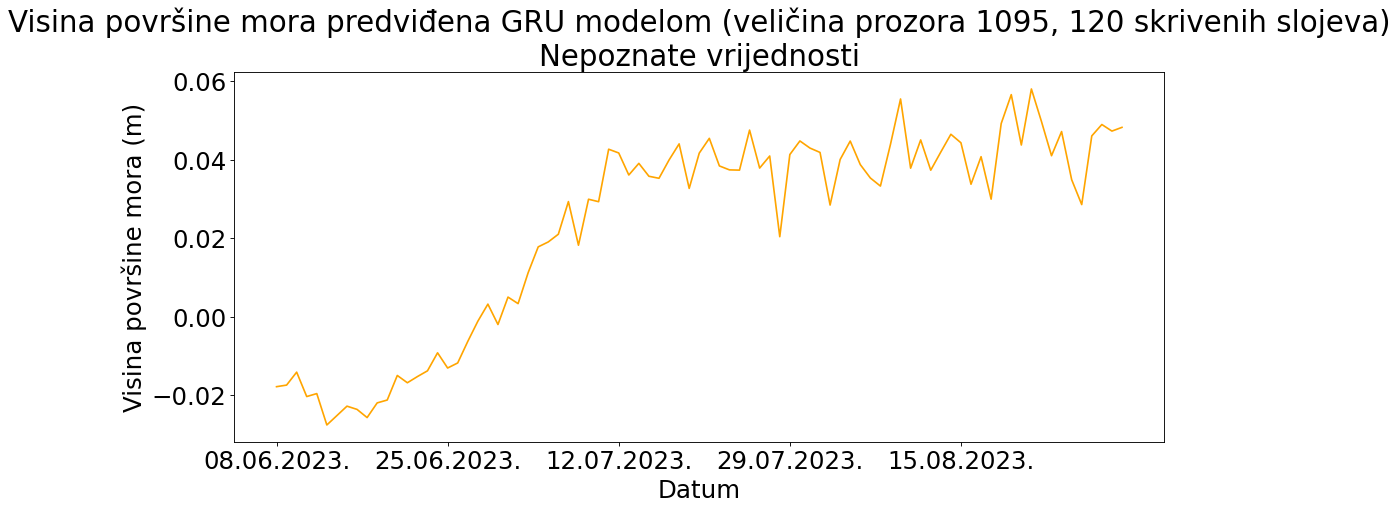 Visina površine mora predviđena GRU modelom (veličina prozora 1095, 120 skrivenih slojeva)
Nepoznate vrijednosti
Visina površine mora (m)
0.06
0.04
0.02
0.00
−0.02
08.06.2023. 25.06.2023. 12.07.2023. 29.07.2023. 15.08.2023.
Datum